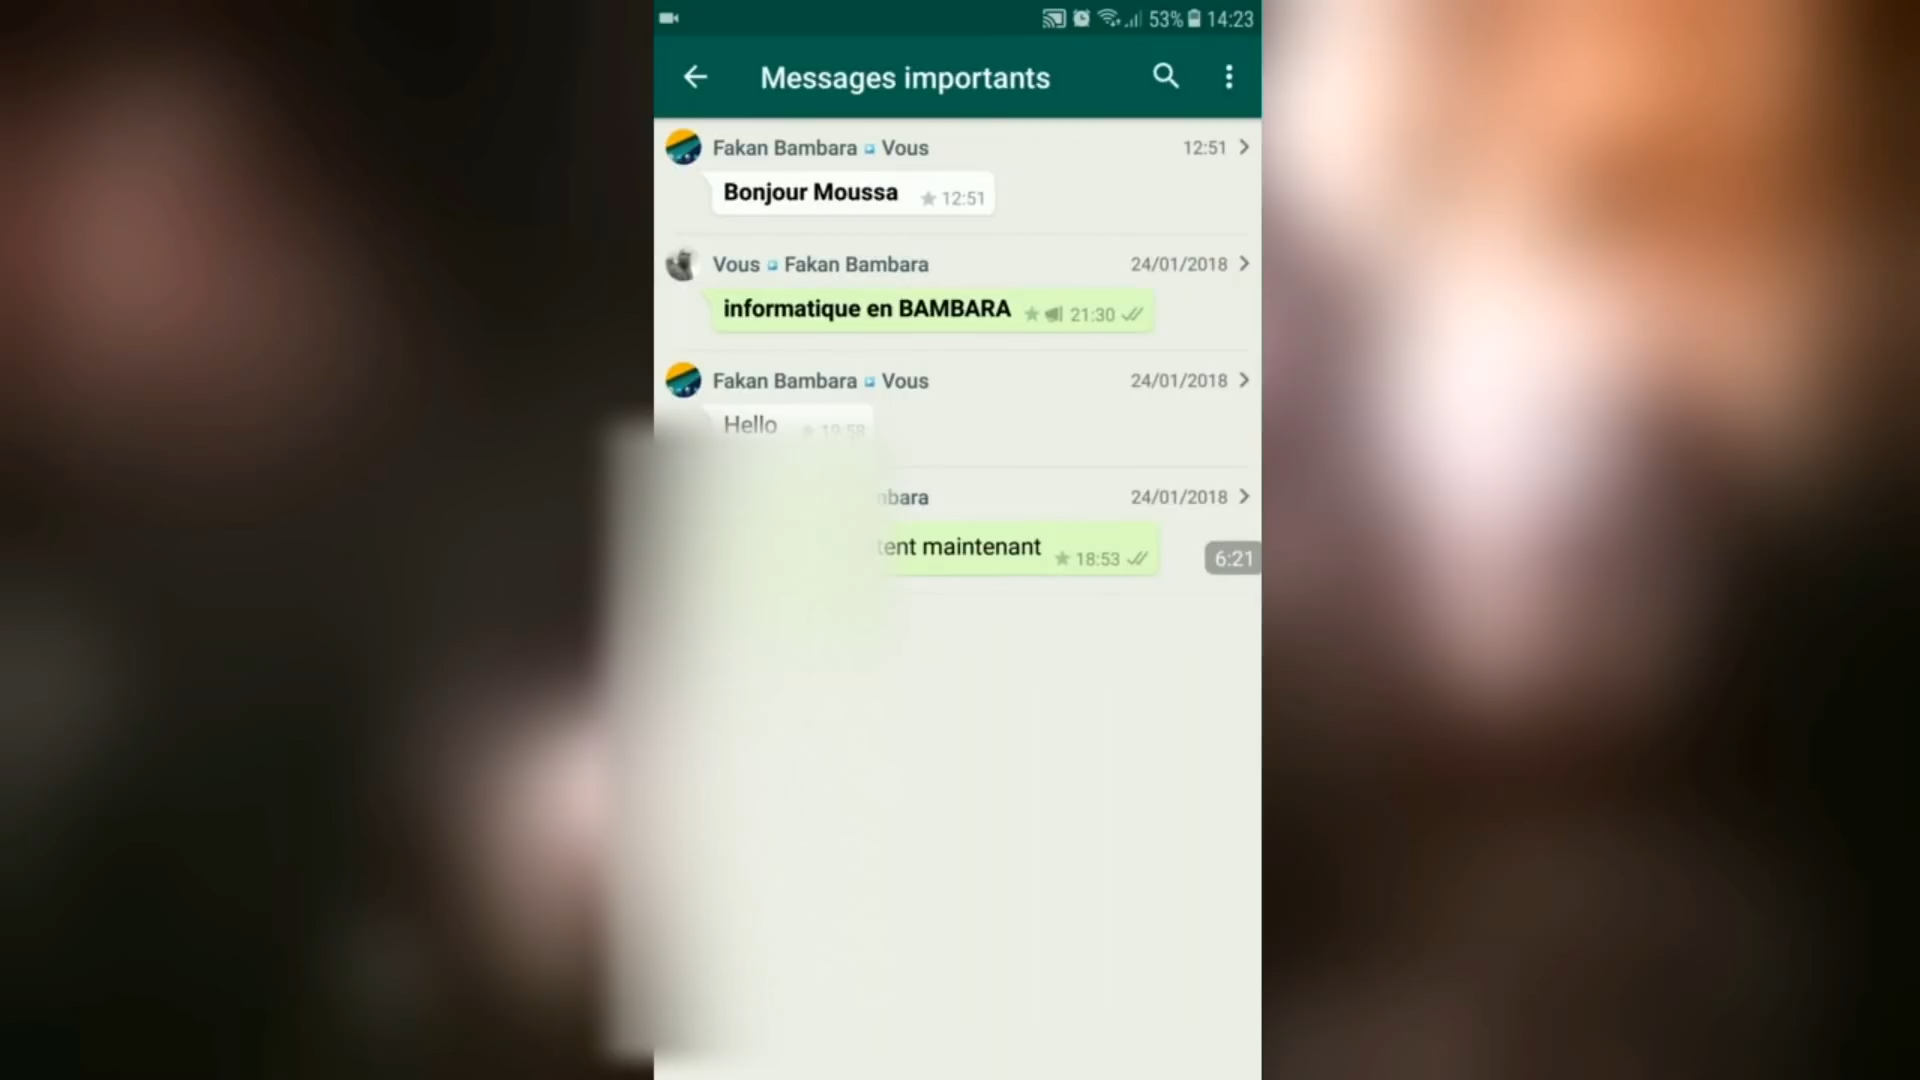 53% 14:23
Messages importants
Fakan Bambara Vous 12:51
Bonjour Moussa 12:51
Vous Fakan Bambara 24/01/2018
informatique en BAMBARA 21:30
Fakan Bambara Vous 24/01/2018
Hello 19:58
24/01/2018
maintenant 18:53
6:21